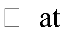 □ at